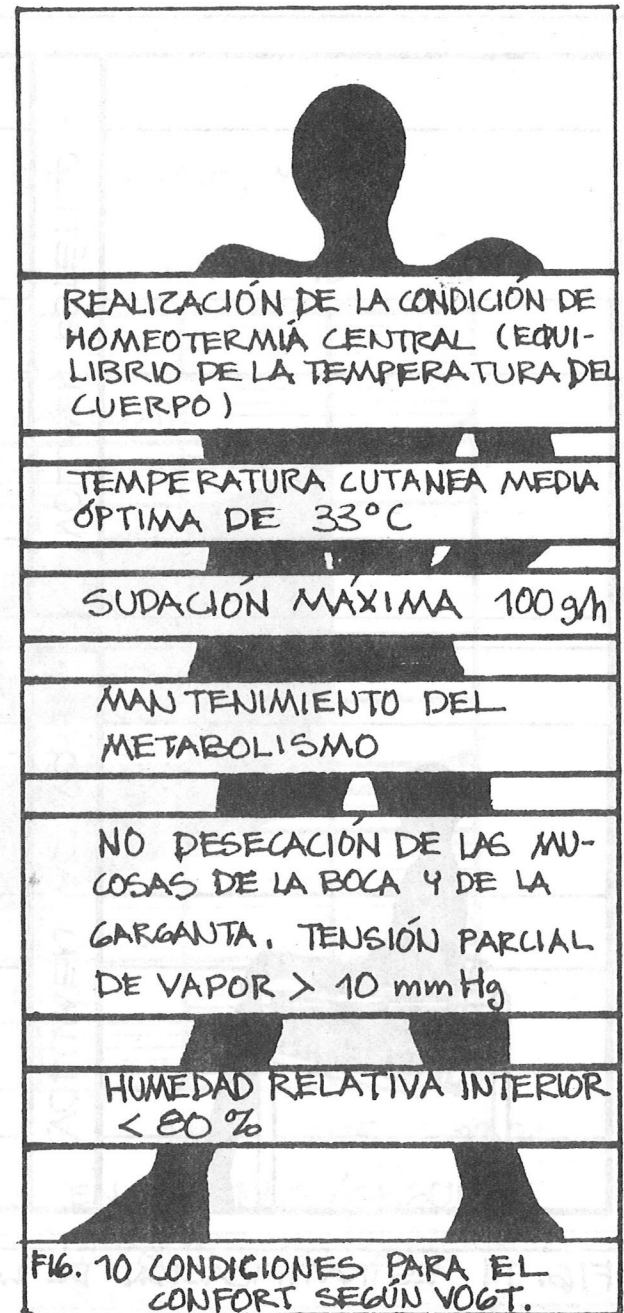 REALIZACIÓN DE LA CONDICIÓN DE
HOMEOTERMIA CENTRAL (EQUI-
LIBRIO DE LA TEMPERATURA DEL
CUERPO)
TEMPERATURA CUTANEA MEDIA
ÓPTIMA DE 33°C
SUDACIÓN MÁXIMA 100 g/h
MANTENIMIENTO DEL
METABOLISMO
NO DESECACIÓN DE LAS MU-
COSAS DE LA BOCA Y DE LA
GARGANTA. TENSIÓN PARCIAL
DE VAPOR > 10 mm Hg
HUMEDAD RELATIVA INTERIOR
< 80 %
FIG. 10 CONDICIONES PARA EL
CONFORT SEGÚN VOGT.